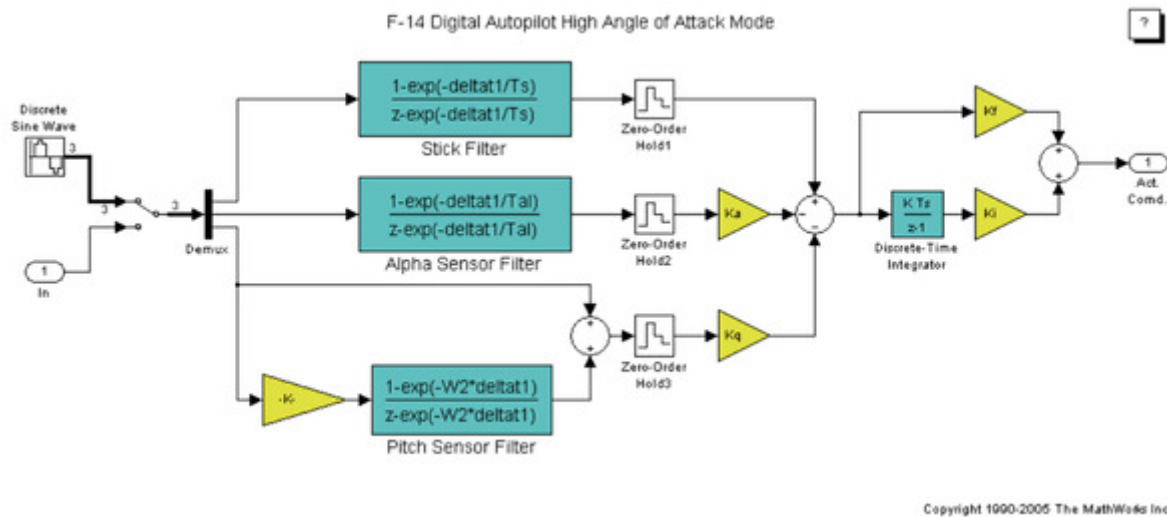 F-14 Digital Autopilot High Angle of Attack Mode
?
Discrete
Sine Wave
3
3
3
Demux
1
In
1-exp(-deltat1/Ts)
z-exp(-deltat1/Ts)
Stick Filter
Zero-Order
Hold1
1-exp(-deltat1/Tal)
z-exp(-deltat1/Tal)
Alpha Sensor Filter
Zero-Order
Hold2
Ka
-K-
1-exp(-W2*deltat1)
z-exp(-W2*deltat1)
Pitch Sensor Filter
+
+
Zero-Order
Hold3
Kq
+
−
−
K Ts
z-1
Discrete-Time
Integrator
Kf
Ki
+
+
1
Act.
Comd.
Copyright 1990-2005 The MathWorks Inc